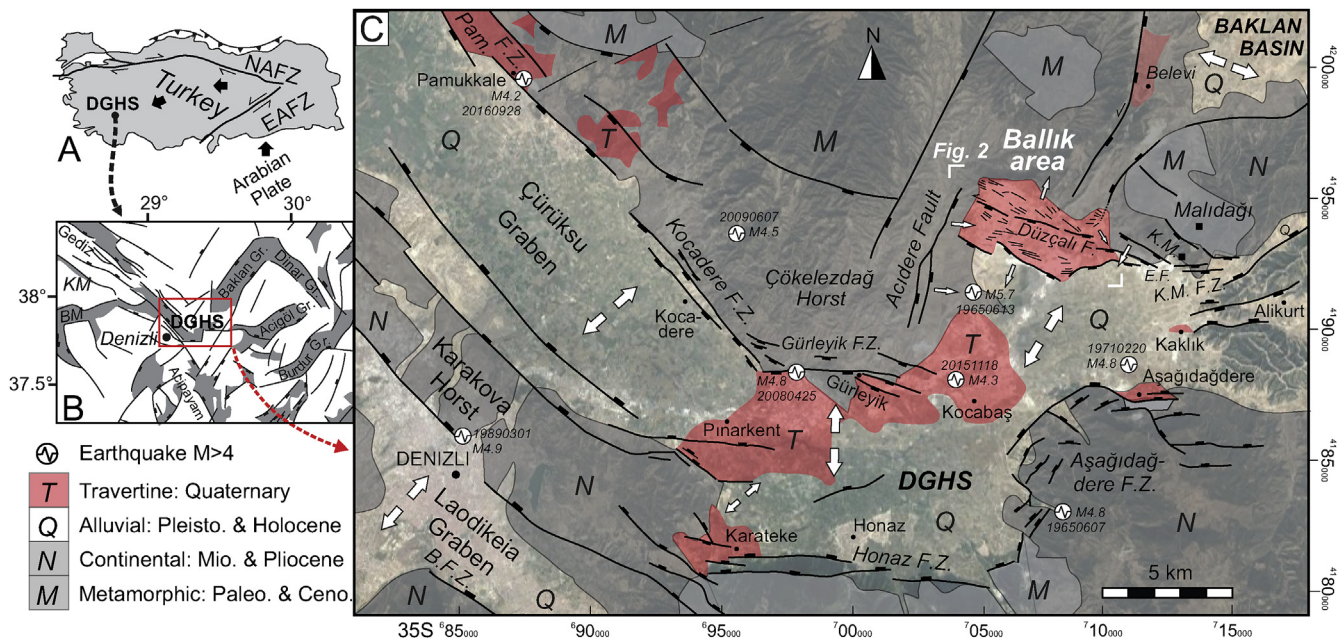 A
NAFZ
Turkey
DGHS
EAFZ
Arabian
Plate
29°
30°
38°
37.5°
B
Gediz
KM
BM
Denizli
DGHS
Baklan Gr.
Dinar Gr.
Acıgöl Gr.
Burdur Gr.
Acıpayam
Earthquake M>4
T Travertine: Quaternary
Q Alluvial: Pleisto. & Holocene
N Continental: Mio. & Pliocene
M Metamorphic: Paleo. & Ceno.
C
Pam. F.Z.
Pamukkale
M4.2
20160928
M
N
BAKLAN
BASIN
Belevi
Q
Q
T
M
M
Fig. 2
Ballık
area
M
N
Malıdağı
Çürüksu
Graben
20090607
M4.5
Kocadere F.Z.
Koca-
dere
Çökelezdağ
Horst
Acıdere Fault
Düzçalı F.
K.M.
E.F.
K.M. F.Z.
Q
M5.7
19650613
Alikurt
Q
Kaklık
N
Karakova
Horst
Gürleyik F.Z.
T
20151118
M4.3
19710220
M4.8
M4.8
20080425
Gürleyik
Kocabaş
Aşağıdağdere
Pınarkent
T
19890301
M4.9
DENIZLI
N
DGHS
Aşağıdağ-
dere F.Z.
Laodikeia
Graben
B.F.Z.
Karateke
Honaz
Honaz F.Z.
Q
M4.8
19650607
N
N
Q
M
5 km
35S ⁶85₀₀₀
⁶90₀₀₀
⁶95₀₀₀
⁷00₀₀₀
⁷05₀₀₀
⁷10₀₀₀
⁷15₀₀₀
⁴²00₀₀₀
⁴¹95₀₀₀
⁴¹90₀₀₀
⁴¹85₀₀₀
⁴¹80₀₀₀